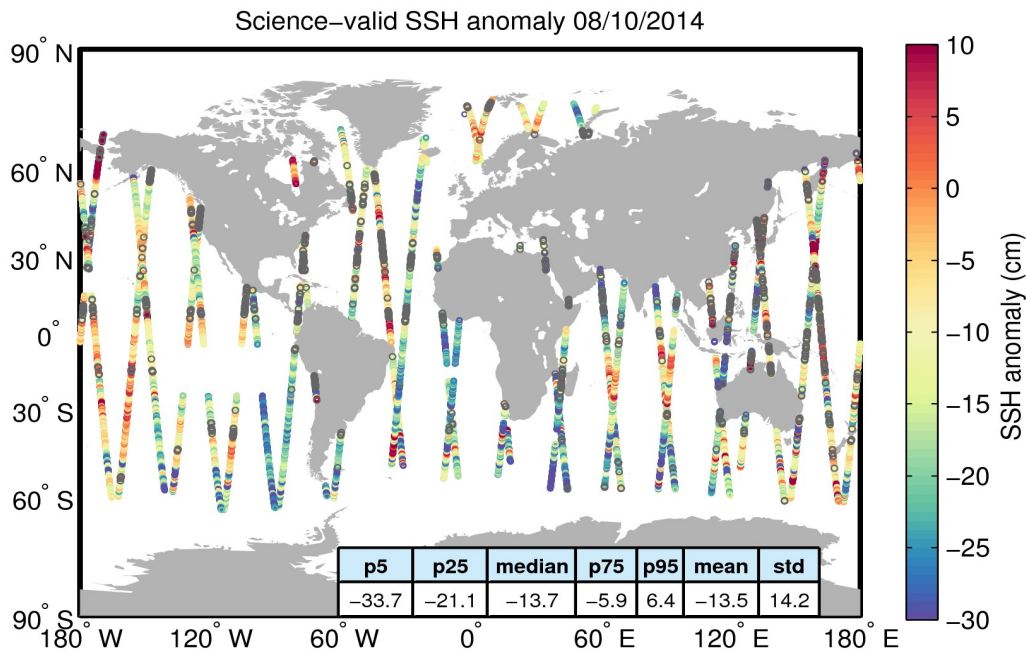 Science−valid SSH anomaly 08/10/2014
90° N
60° N
30° N
0°
30° S
60° S
90° S
180° W
120° W
60° W
0°
60° E
120° E
180° E
p5 p25 median p75 p95 mean std
−33.7 −21.1 −13.7 −5.9 6.4 −13.5 14.2
10
5
0
−5
−10
−15
−20
−25
−30
SSH anomaly (cm)